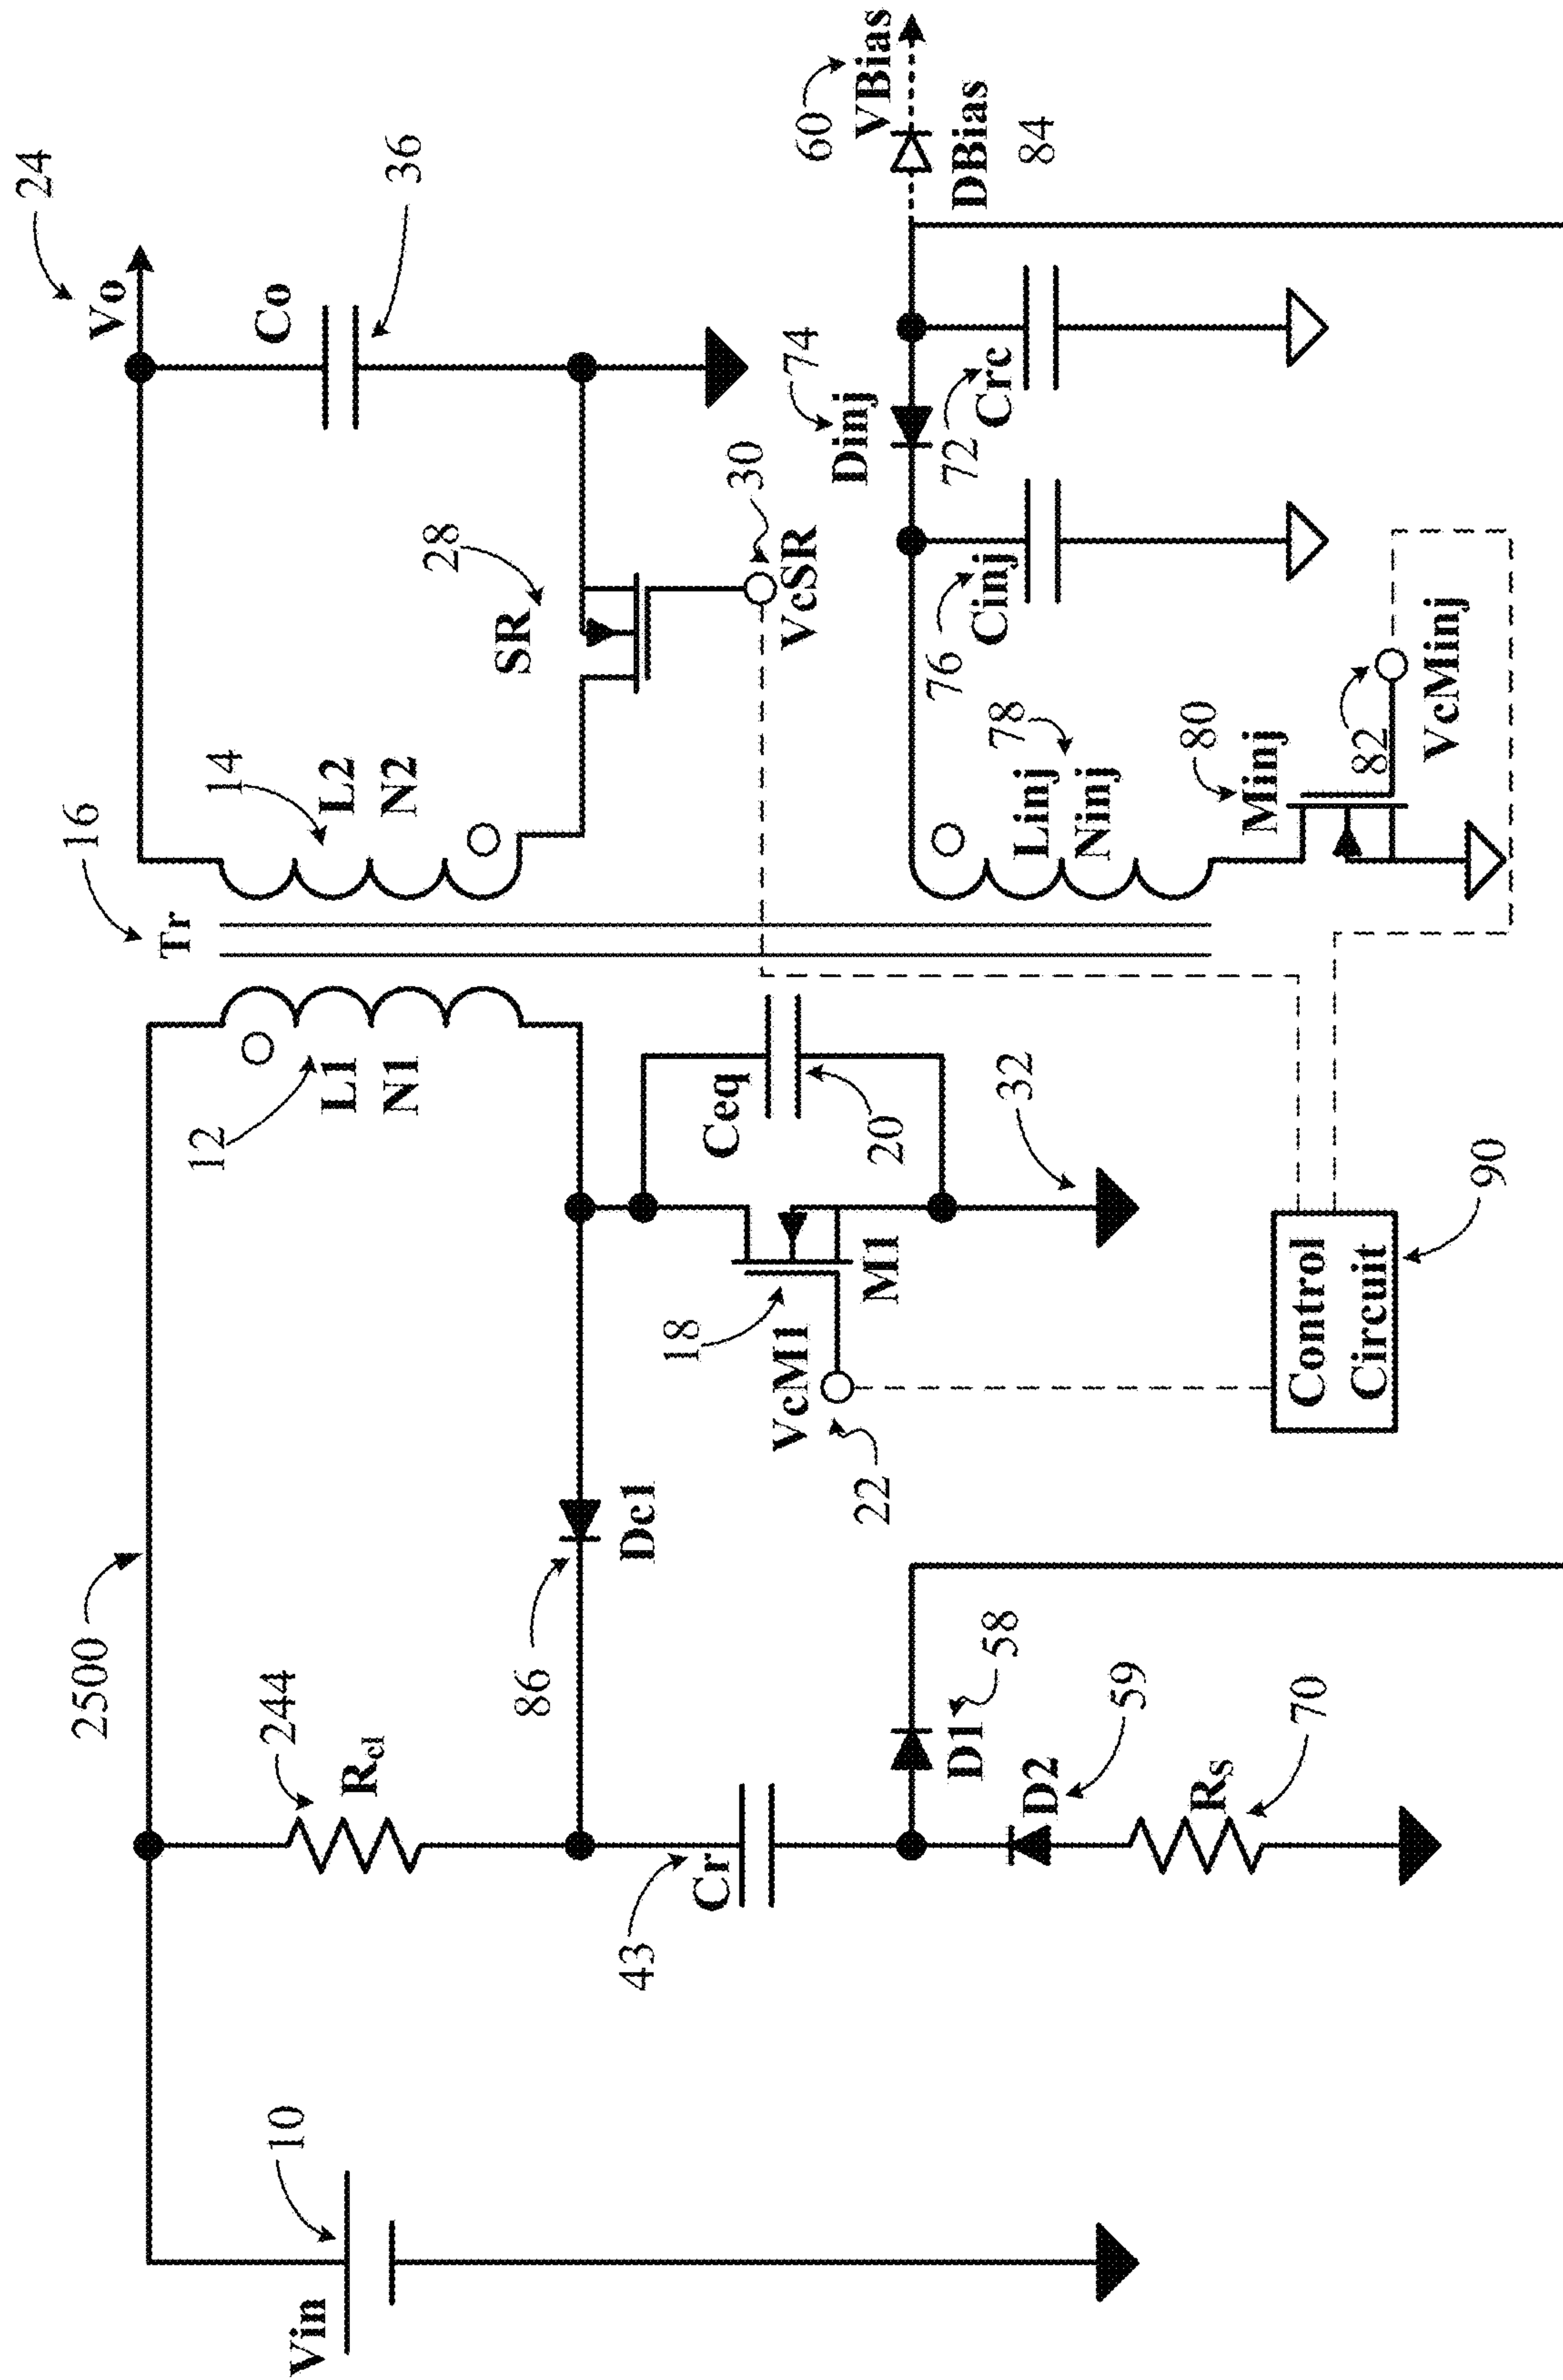 2500
16
24
Tr
Vo
10
Vin
244
R_cl
12
L1
N1
14
L2
N2
Co
36
SR
28
30
VcSR
86
Dc1
43
Cr
Ceq
20
18
M1
VcM1
22
32
D1
58
D2
59
Rs
70
Control
Circuit
90
Dinj
74
60
VBias
DBias
84
72
Crc
76
Cinj
Linj
Ninj
78
80
Minj
82
VcMinj